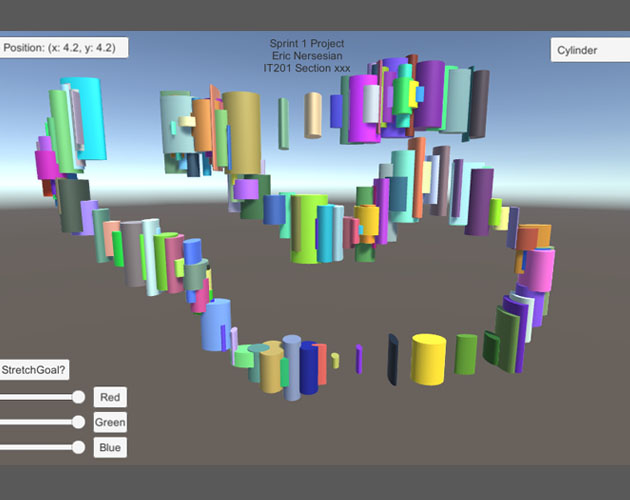 Position: (x: 4.2, y: 4.2)
Sprint 1 Project
Eric Nersesian
IT201 Section xxx
Cylinder
StretchGoal?
Red
Green
Blue